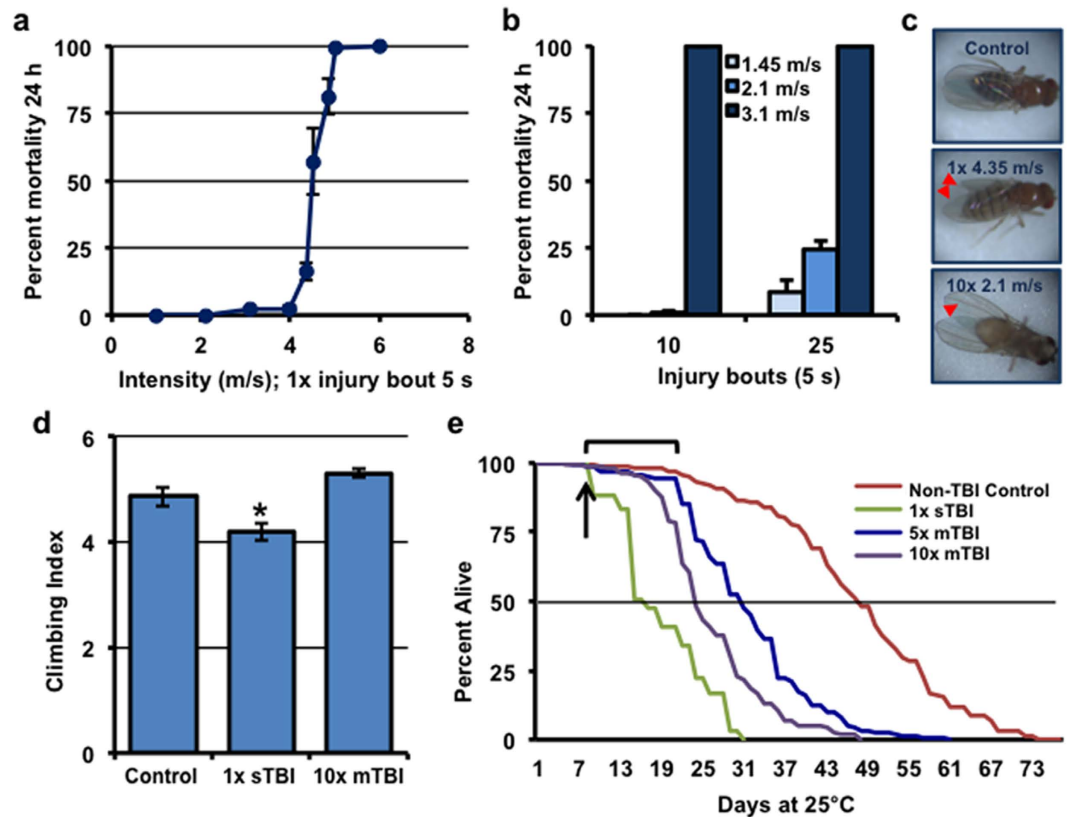 a
100
75
50
25
0
Percent mortality 24 h
0 2 4 6 8
Intensity (m/s); 1x injury bout 5 s
b
100
75
50
25
0
Percent mortality 24 h
1.45 m/s
2.1 m/s
3.1 m/s
10 25
Injury bouts (5 s)
c
Control
1x 4.35 m/s
10x 2.1 m/s
d
6
4
2
0
Climbing Index
*
Control 1x sTBI 10x mTBI
e
100
75
50
25
0
Percent Alive
Non-TBI Control
1x sTBI
5x mTBI
10x mTBI
1 7 13 19 25 31 37 43 49 55 61 67 73
Days at 25°C